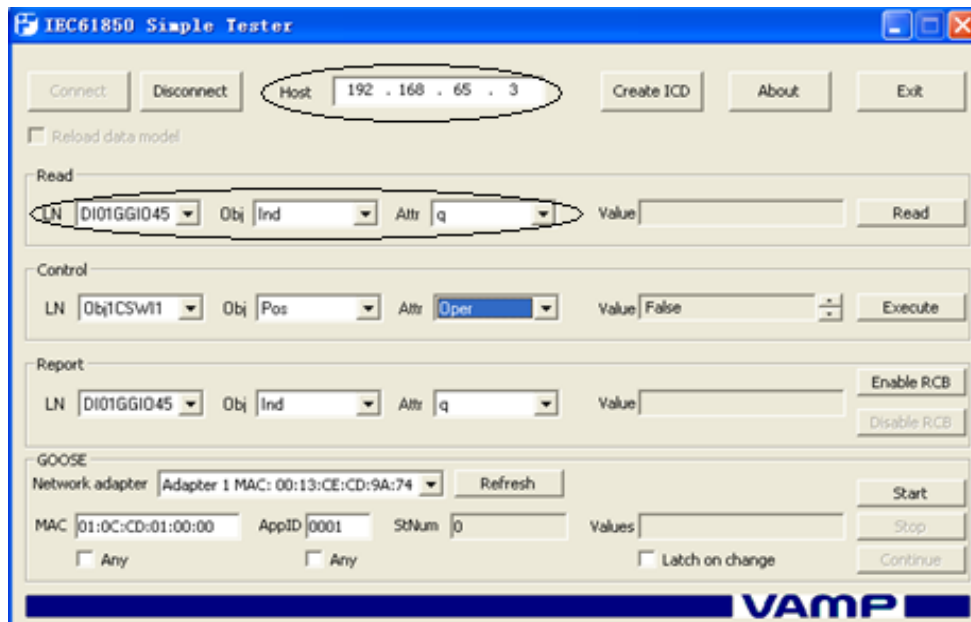 IEC61850 Simple Tester
Connect Disconnect Host 192 . 168 . 65 . 3 Create ICD About Exit
Reload data model
Read
LN DI01GGIO45 Obj Ind Attr q Value Read
Control
LN Obj1CSWI1 Obj Pos Attr Oper Value False Execute
Report
Enable RCB
LN DI01GGIO45 Obj Ind Attr q Value
Disable RCB
GOOSE
Network adapter Adapter 1 MAC: 00:13:CE:CD:9A:74 Refresh
Start
MAC 01:0C:CD:01:00:00 AppID 0001 StNum 0 Values Stop
Any Any Latch on change Continue
VAMP